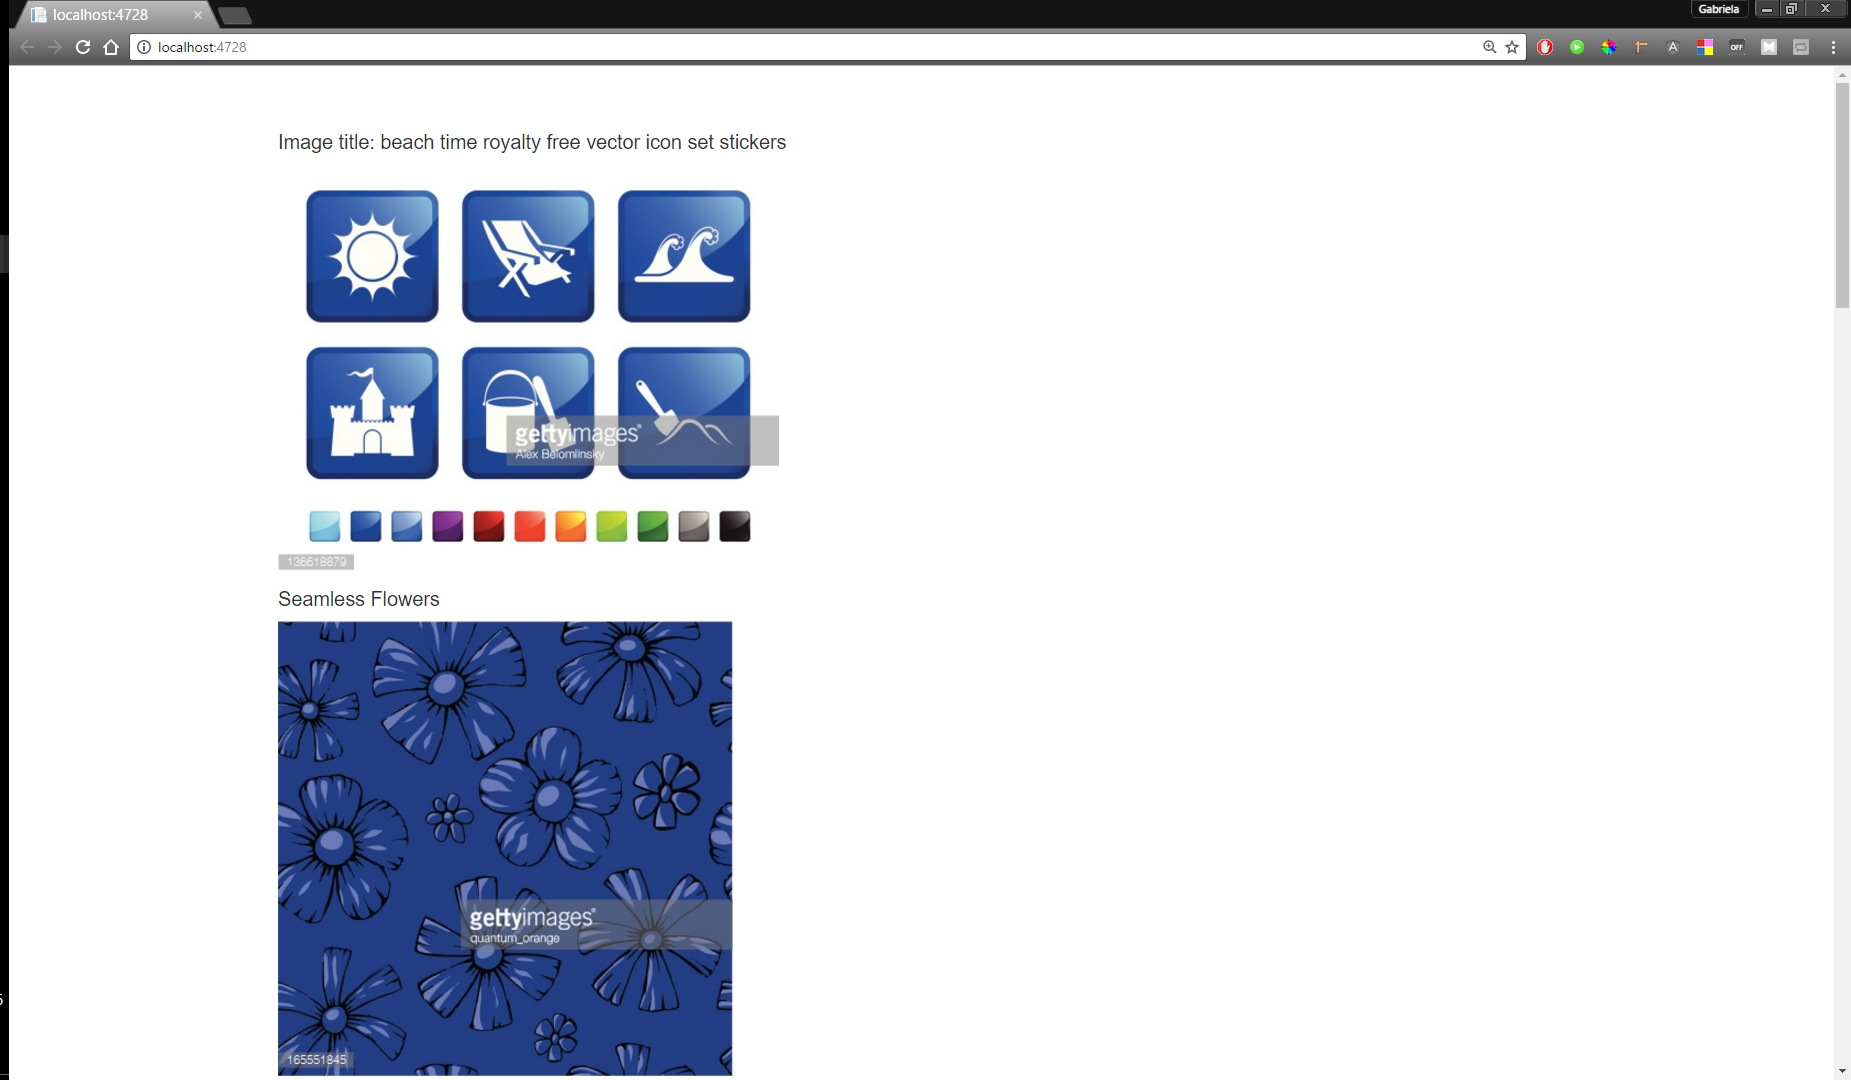 localhost:4728
Gabriela
localhost:4728
A
OFF
Image title: beach time royalty free vector icon set stickers
gettyimages®
Alex Belomlinsky
136618879
Seamless Flowers
gettyimages®
quantum_orange
165551845